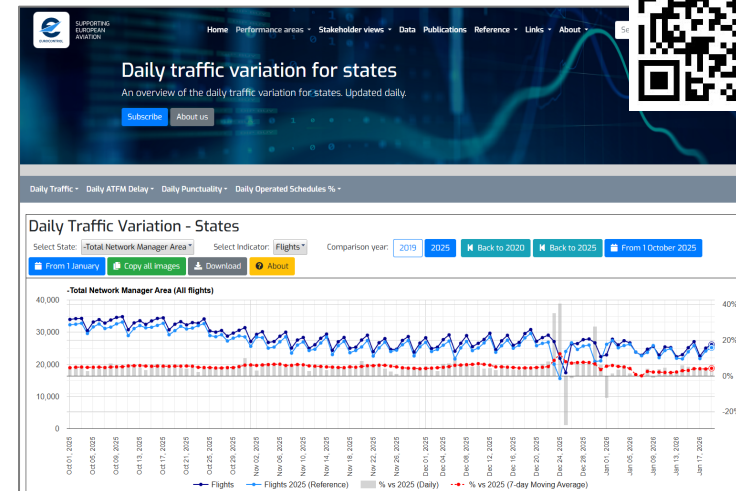 SUPPORTING
EUROPEAN
AVIATION
EUROCONTROL
Home Performance areas Stakeholder views Data Publications Reference Links About
Daily traffic variation for states
An overview of the daily traffic variation for states. Updated daily.
Subscribe About us
Daily Traffic Daily ATFM Delay Daily Punctuality Daily Operated Schedules %
Daily Traffic Variation - States
Select State: -Total Network Manager Area Select Indicator: Flights Comparison year: 2019 2025 Back to 2020 Back to 2025 From 1 October 2025
From 1 January Copy all images Download About
-Total Network Manager Area (All flights)
40,000 40%
30,000
20,000 20%
10,000 0%
0 -20%
Oct 01, 2025 Oct 05, 2025 Oct 09, 2025 Oct 13, 2025 Oct 17, 2025 Oct 21, 2025 Oct 25, 2025 Oct 29, 2025 Nov 02, 2025 Nov 06, 2025 Nov 10, 2025 Nov 14, 2025 Nov 18, 2025 Nov 22, 2025 Nov 26, 2025 Dec 01, 2025 Dec 04, 2025 Dec 08, 2025 Dec 12, 2025 Dec 16, 2025 Dec 20, 2025 Dec 24, 2025 Dec 28, 2025 Jan 01, 2026 Jan 05, 2026 Jan 09, 2026 Jan 13, 2026 Jan 17, 2026
Flights Flights 2025 (Reference) % vs 2025 (Daily) % vs 2025 (7-day Moving Average)